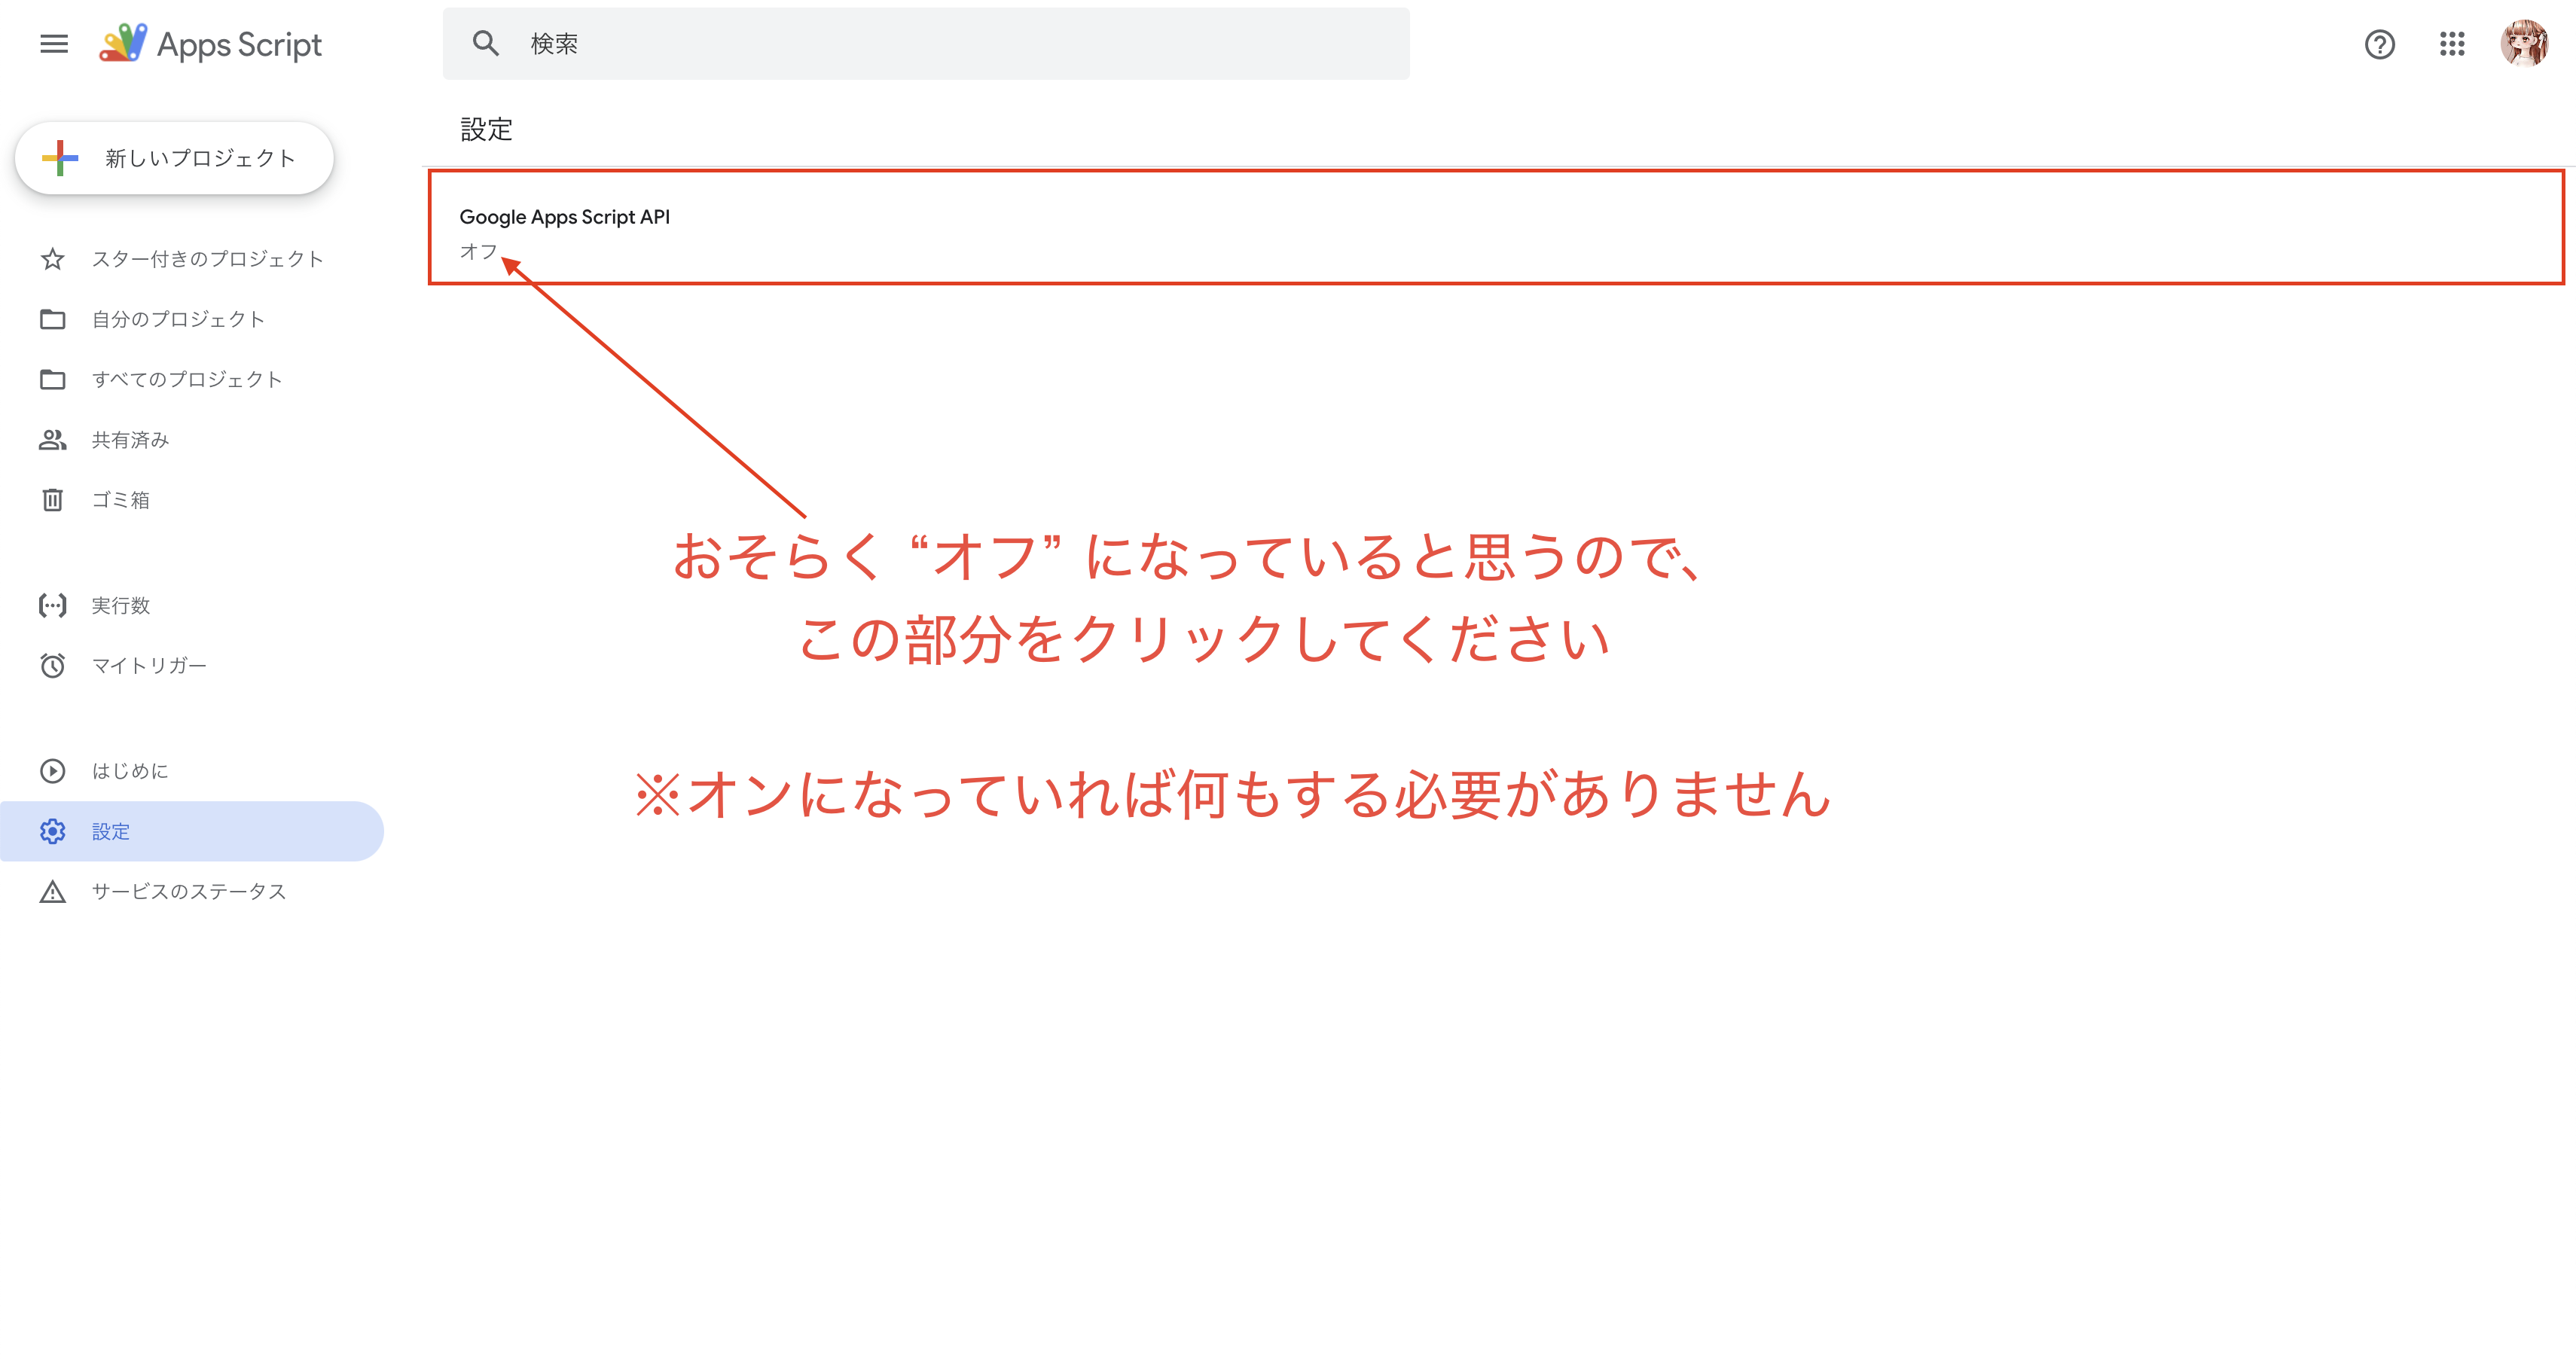 Apps Script
検索
設定
新しいプロジェクト
Google Apps Script API
オフ
スター付きのプロジェクト
自分のプロジェクト
すべてのプロジェクト
共有済み
ゴミ箱
おそらく “オフ” になっていると思うので、
この部分をクリックしてください
実行数
マイトリガー
※オンになっていれば何もする必要がありません
はじめに
設定
サービスのステータス